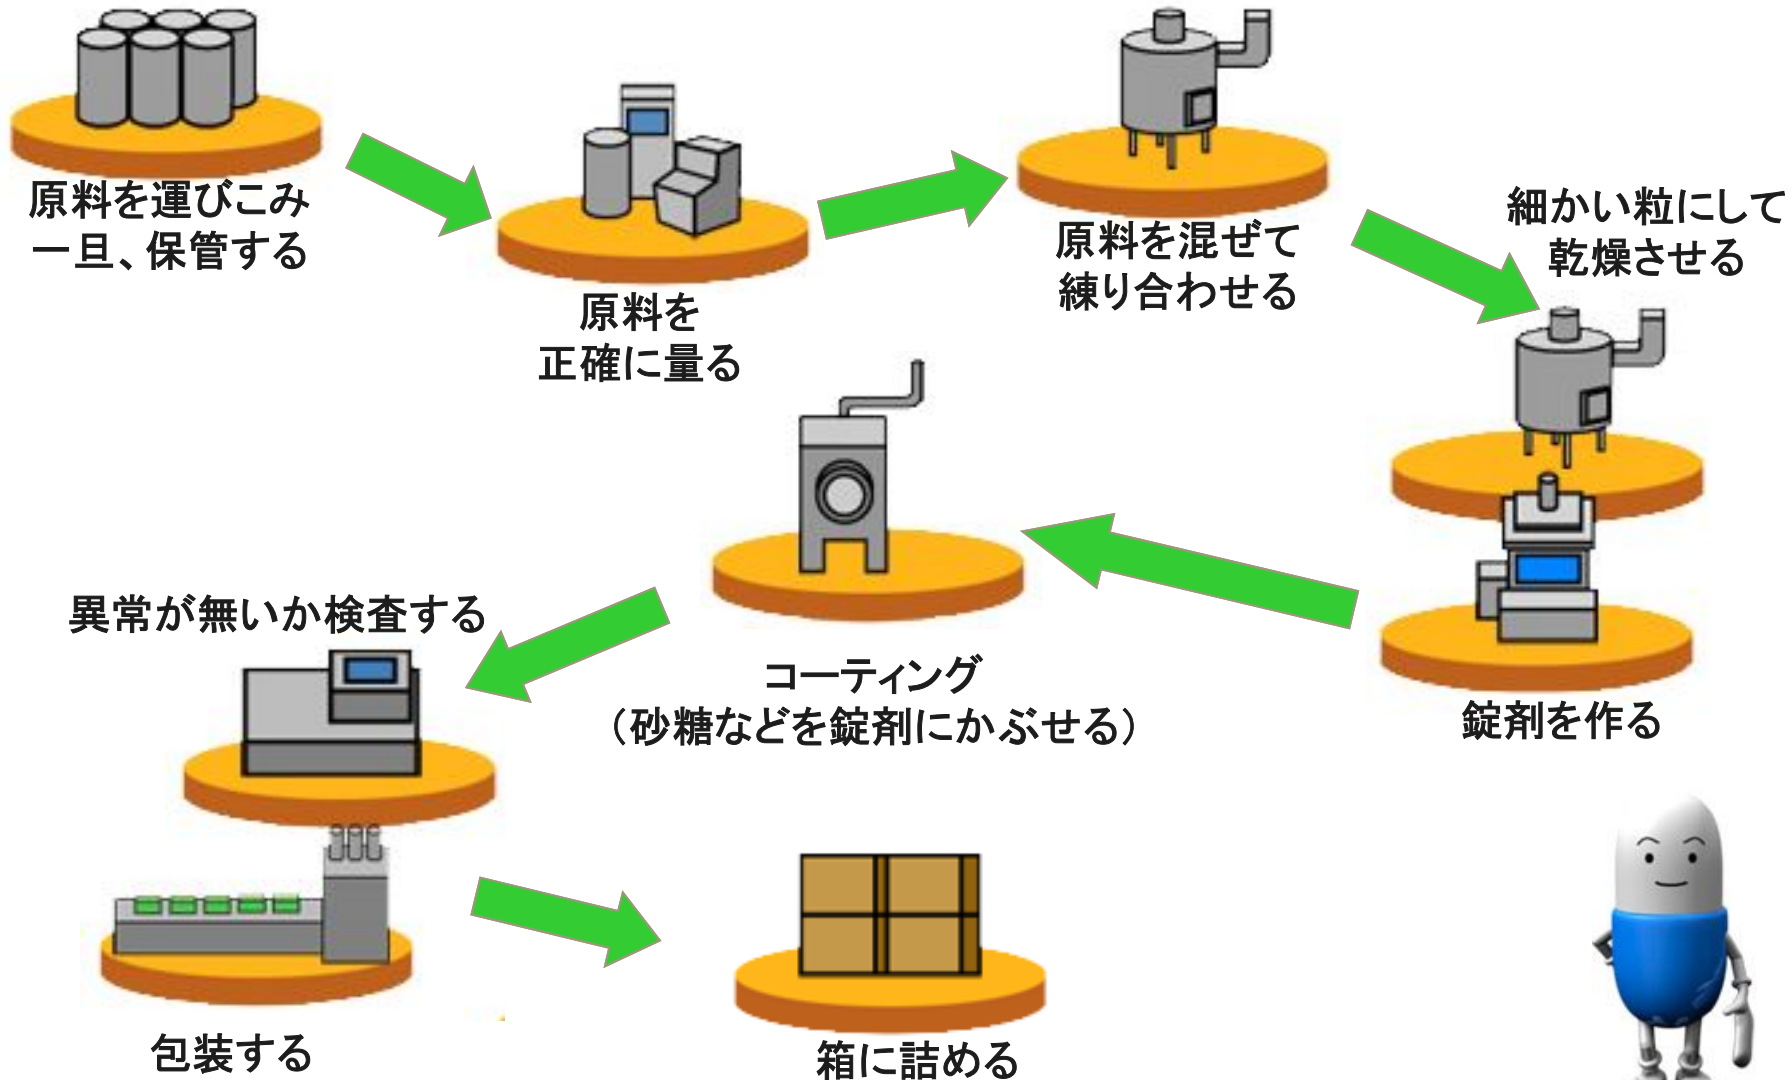 原料を運びこみ
一旦、保管する
原料を
正確に量る
原料を混ぜて
練り合わせる
細かい粒にして
乾燥させる
錠剤を作る
コーティング
（砂糖などを錠剤にかぶせる）
異常が無いか検査する
包装する
箱に詰める